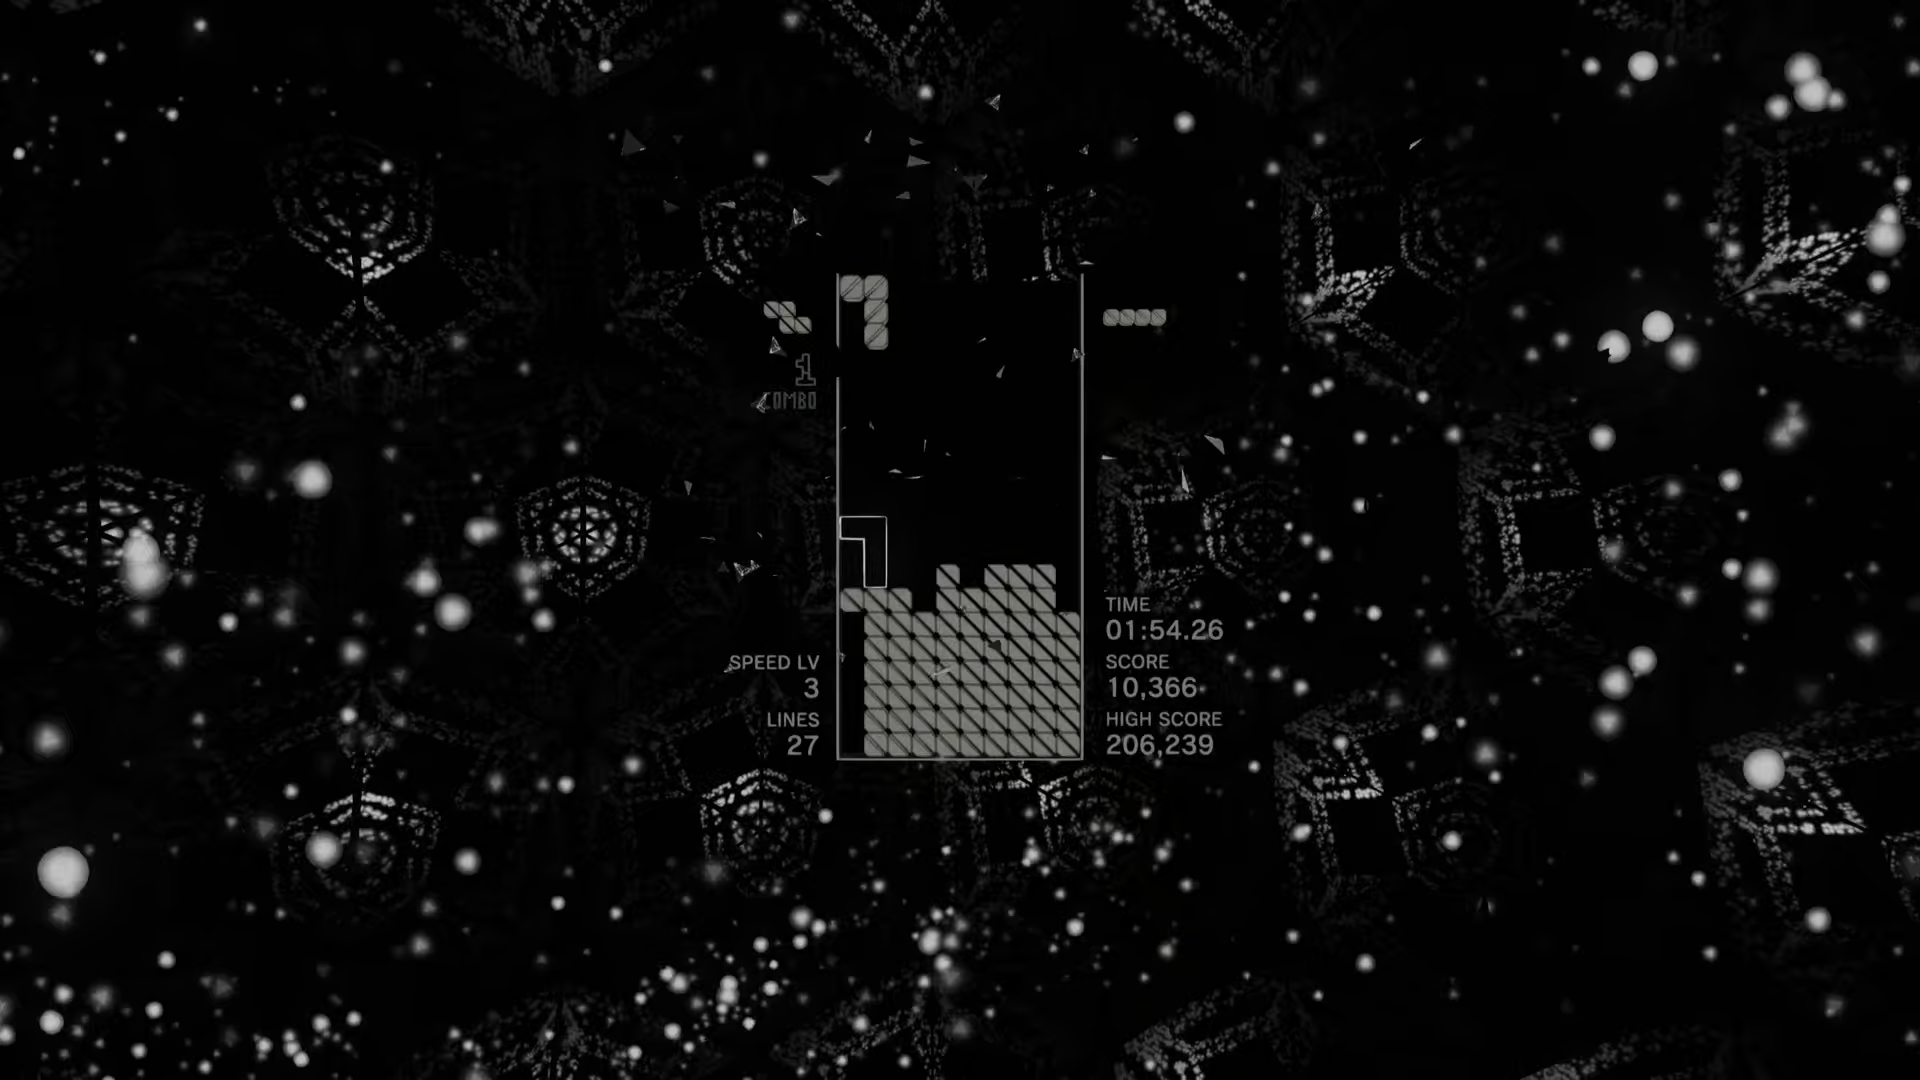 1
COMBO
SPEED LV
3
LINES
27
TIME
01:54.26
SCORE
10,366
HIGH SCORE
206,239